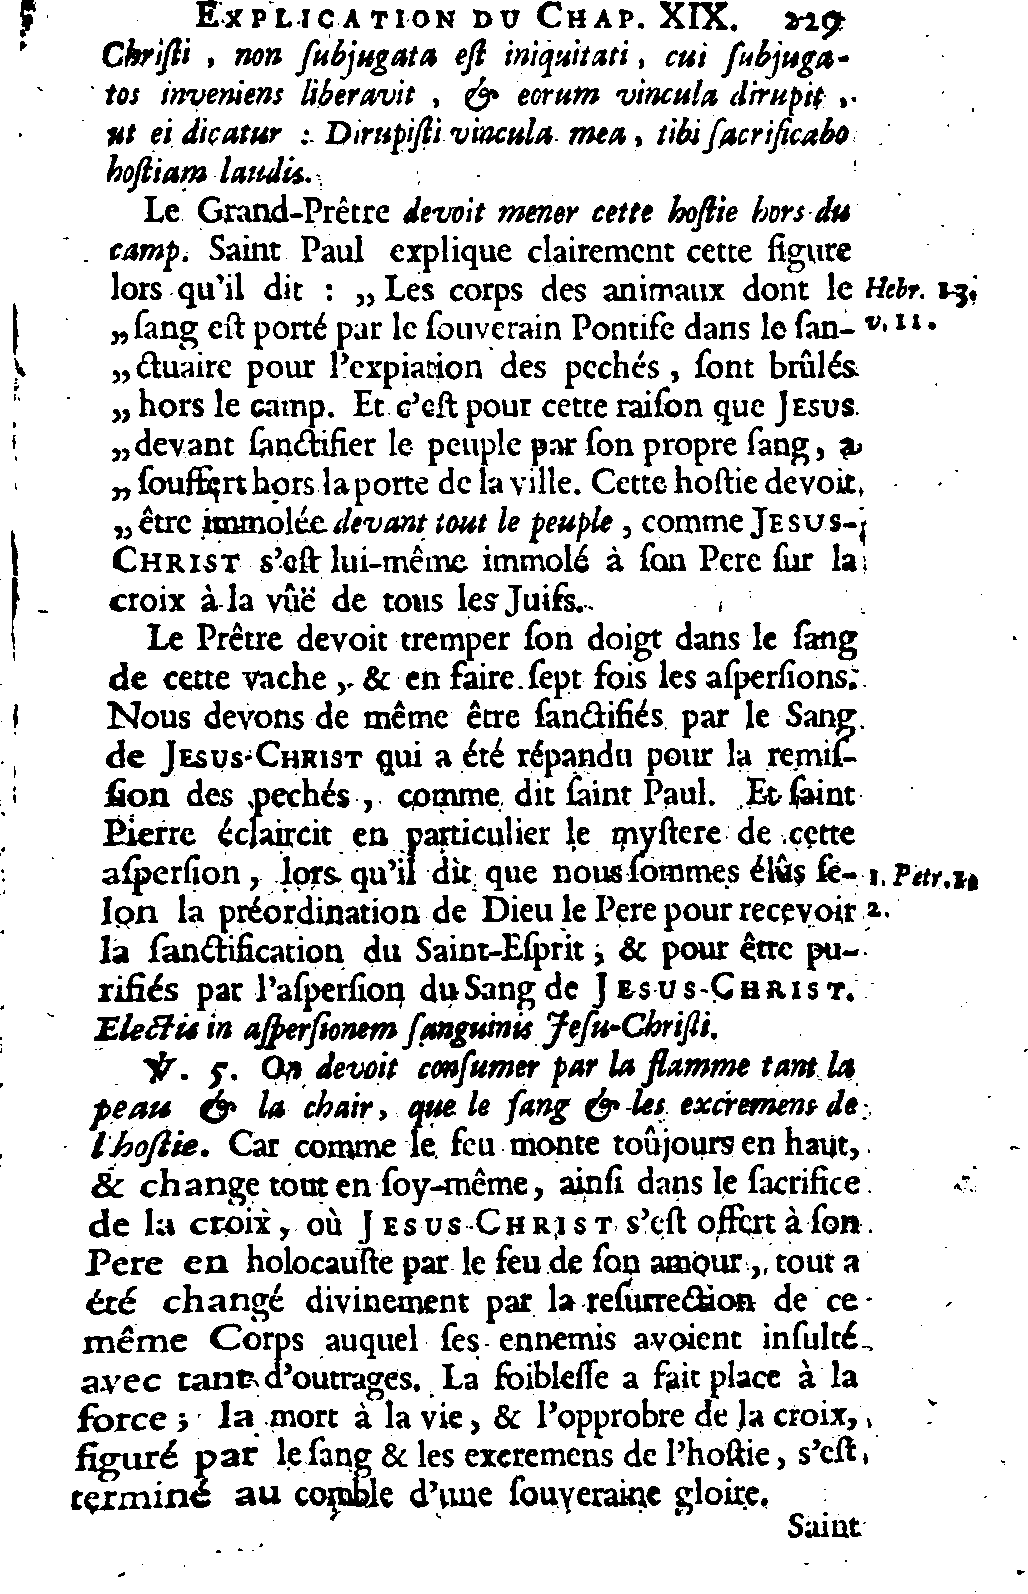 EXPLICATION DU CHAP. XIX. 229
Christi, non ſubjugata eſt iniquitati, cui ſubjuga-
tos inveniens liberavit, & eorum vincula dirupit,
ut ei dicatur : Dirupiſti vincula mea, tibi ſacrificabo
hoſtiam laudis.
Le Grand-Prêtre devoit mener cette hoſtie hors du
camp. Saint Paul explique clairement cette figure
lors qu'il dit : „ Les corps des animaux dont le Hebr. 13.
„ ſang eſt porté par le ſouverain Pontife dans le ſan- v. 11.
„ ctuaire pour l'expiation des pechés, ſont brûlés
„ hors le camp. Et c'eſt pour cette raiſon que JESUS
„ devant ſanctifier le peuple par ſon propre ſang, a
„ ſouffert hors la porte de la ville. Cette hoſtie devoit
„ être immolée devant tout le peuple, comme JESUS-
CHRIST s'eſt lui-même immolé à ſon Pere ſur la
croix à la vûë de tous les Juifs.
Le Prêtre devoit tremper ſon doigt dans le ſang
de cette vache, & en faire ſept fois les aſperſions.
Nous devons de même être ſanctifiés par le Sang
de JESUS-CHRIST qui a été répandu pour la remiſ-
ſion des pechés, comme dit ſaint Paul. Et ſaint
Pierre éclaircit en particulier le myſtere de cette
aſperſion, lors qu'il dit que nous ſommes élûs ſe- 1. Petr. 1.
lon la préordination de Dieu le Pere pour recevoir 2.
la ſanctification du Saint-Eſprit, & pour être pu-
rifiés par l'aſperſion du Sang de JESUS-CHRIST.
Electis in aſperſionem ſanguinis Jeſu-Chriſti.
℣. 5. On devoit conſumer par la flamme tant la
peau & la chair, que le ſang & les excremens de
l'hoſtie. Car comme le feu monte toûjours en haut,
& change tout en ſoy-même, ainſi dans le ſacrifice
de la croix, où JESUS-CHRIST s'eſt offert à ſon
Pere en holocauſte par le feu de ſon amour, tout a
été changé divinement par la reſurrection de ce
même Corps auquel ſes ennemis avoient inſulté
avec tant d'outrages. La foibleſſe a fait place à la
force ; la mort à la vie, & l'opprobre de la croix,
figuré par le ſang & les excremens de l'hoſtie, s'eſt
terminé au comble d'une ſouveraine gloire.
Saint